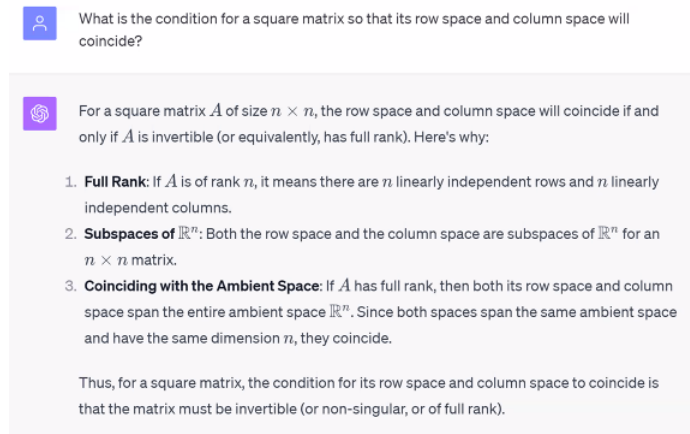 What is the condition for a square matrix so that its row space and column space will
coincide?
For a square matrix A of size n × n, the row space and column space will coincide if and
only if A is invertible (or equivalently, has full rank). Here's why:
1. Full Rank: If A is of rank n, it means there are n linearly independent rows and n linearly
independent columns.
2. Subspaces of ℝⁿ: Both the row space and the column space are subspaces of ℝⁿ for an
n × n matrix.
3. Coinciding with the Ambient Space: If A has full rank, then both its row space and column
space span the entire ambient space ℝⁿ. Since both spaces span the same ambient space
and have the same dimension n, they coincide.
Thus, for a square matrix, the condition for its row space and column space to coincide is
that the matrix must be invertible (or non-singular, or of full rank).